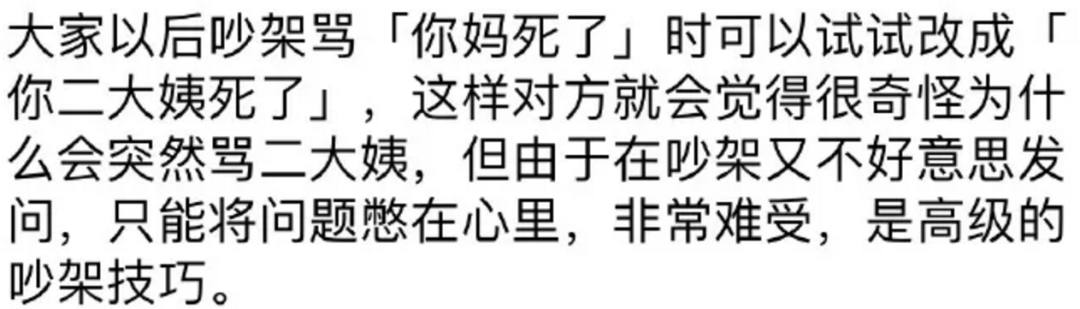 大家以后吵架骂「你妈死了」时可以试试改成「
你二大姨死了」，这样对方就会觉得很奇怪为什
么会突然骂二大姨，但由于在吵架又不好意思发
问，只能将问题憋在心里，非常难受，是高级的
吵架技巧。